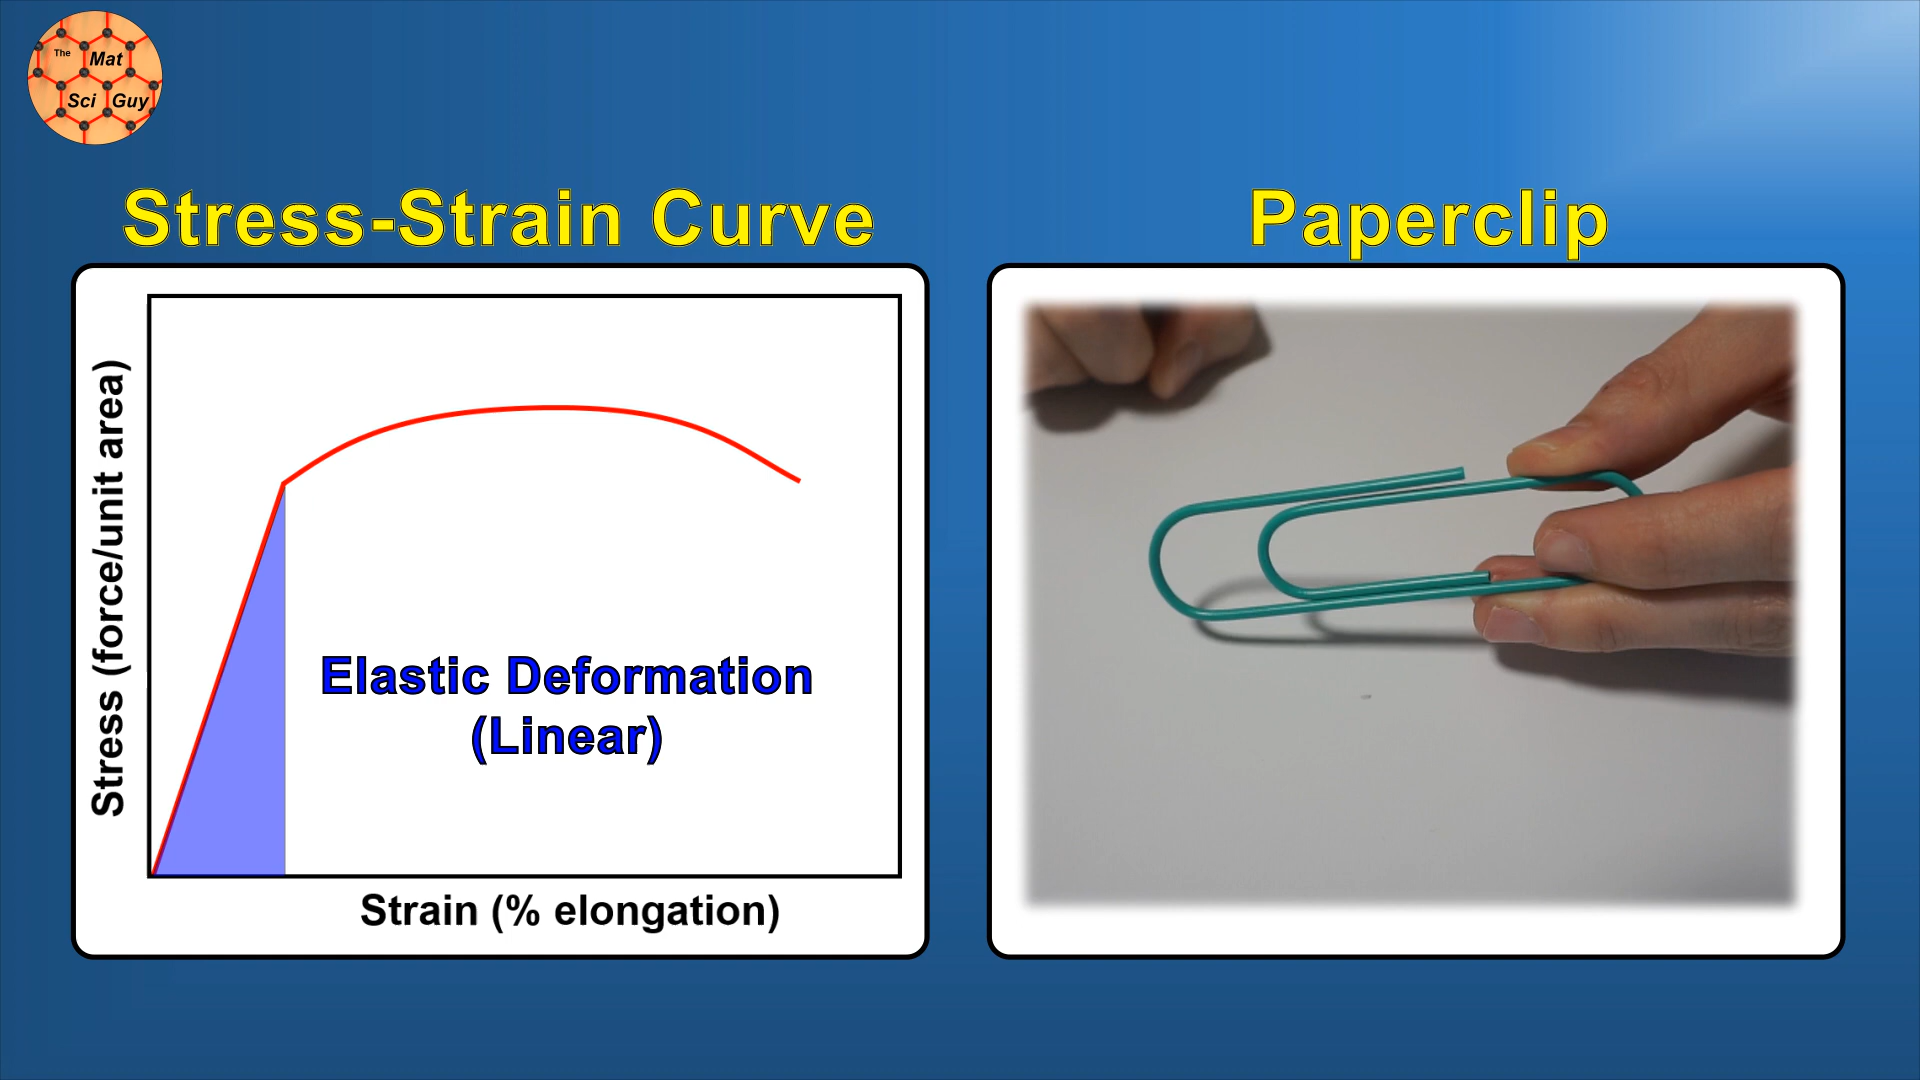 The
Mat
Sci Guy
Stress-Strain Curve
Paperclip
Stress (force/unit area)
Elastic Deformation
(Linear)
Strain (% elongation)